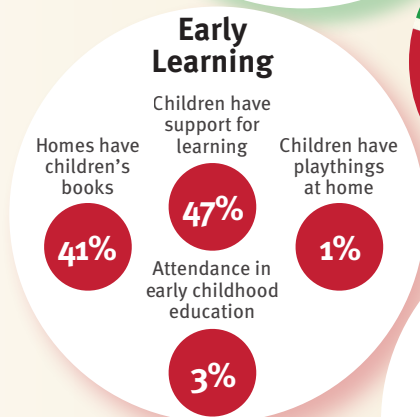 Early
Learning
Children have
support for
learning
47%
Homes have
children's
books
41%
Children have
playthings
at home
1%
Attendance in
early childhood
education
3%